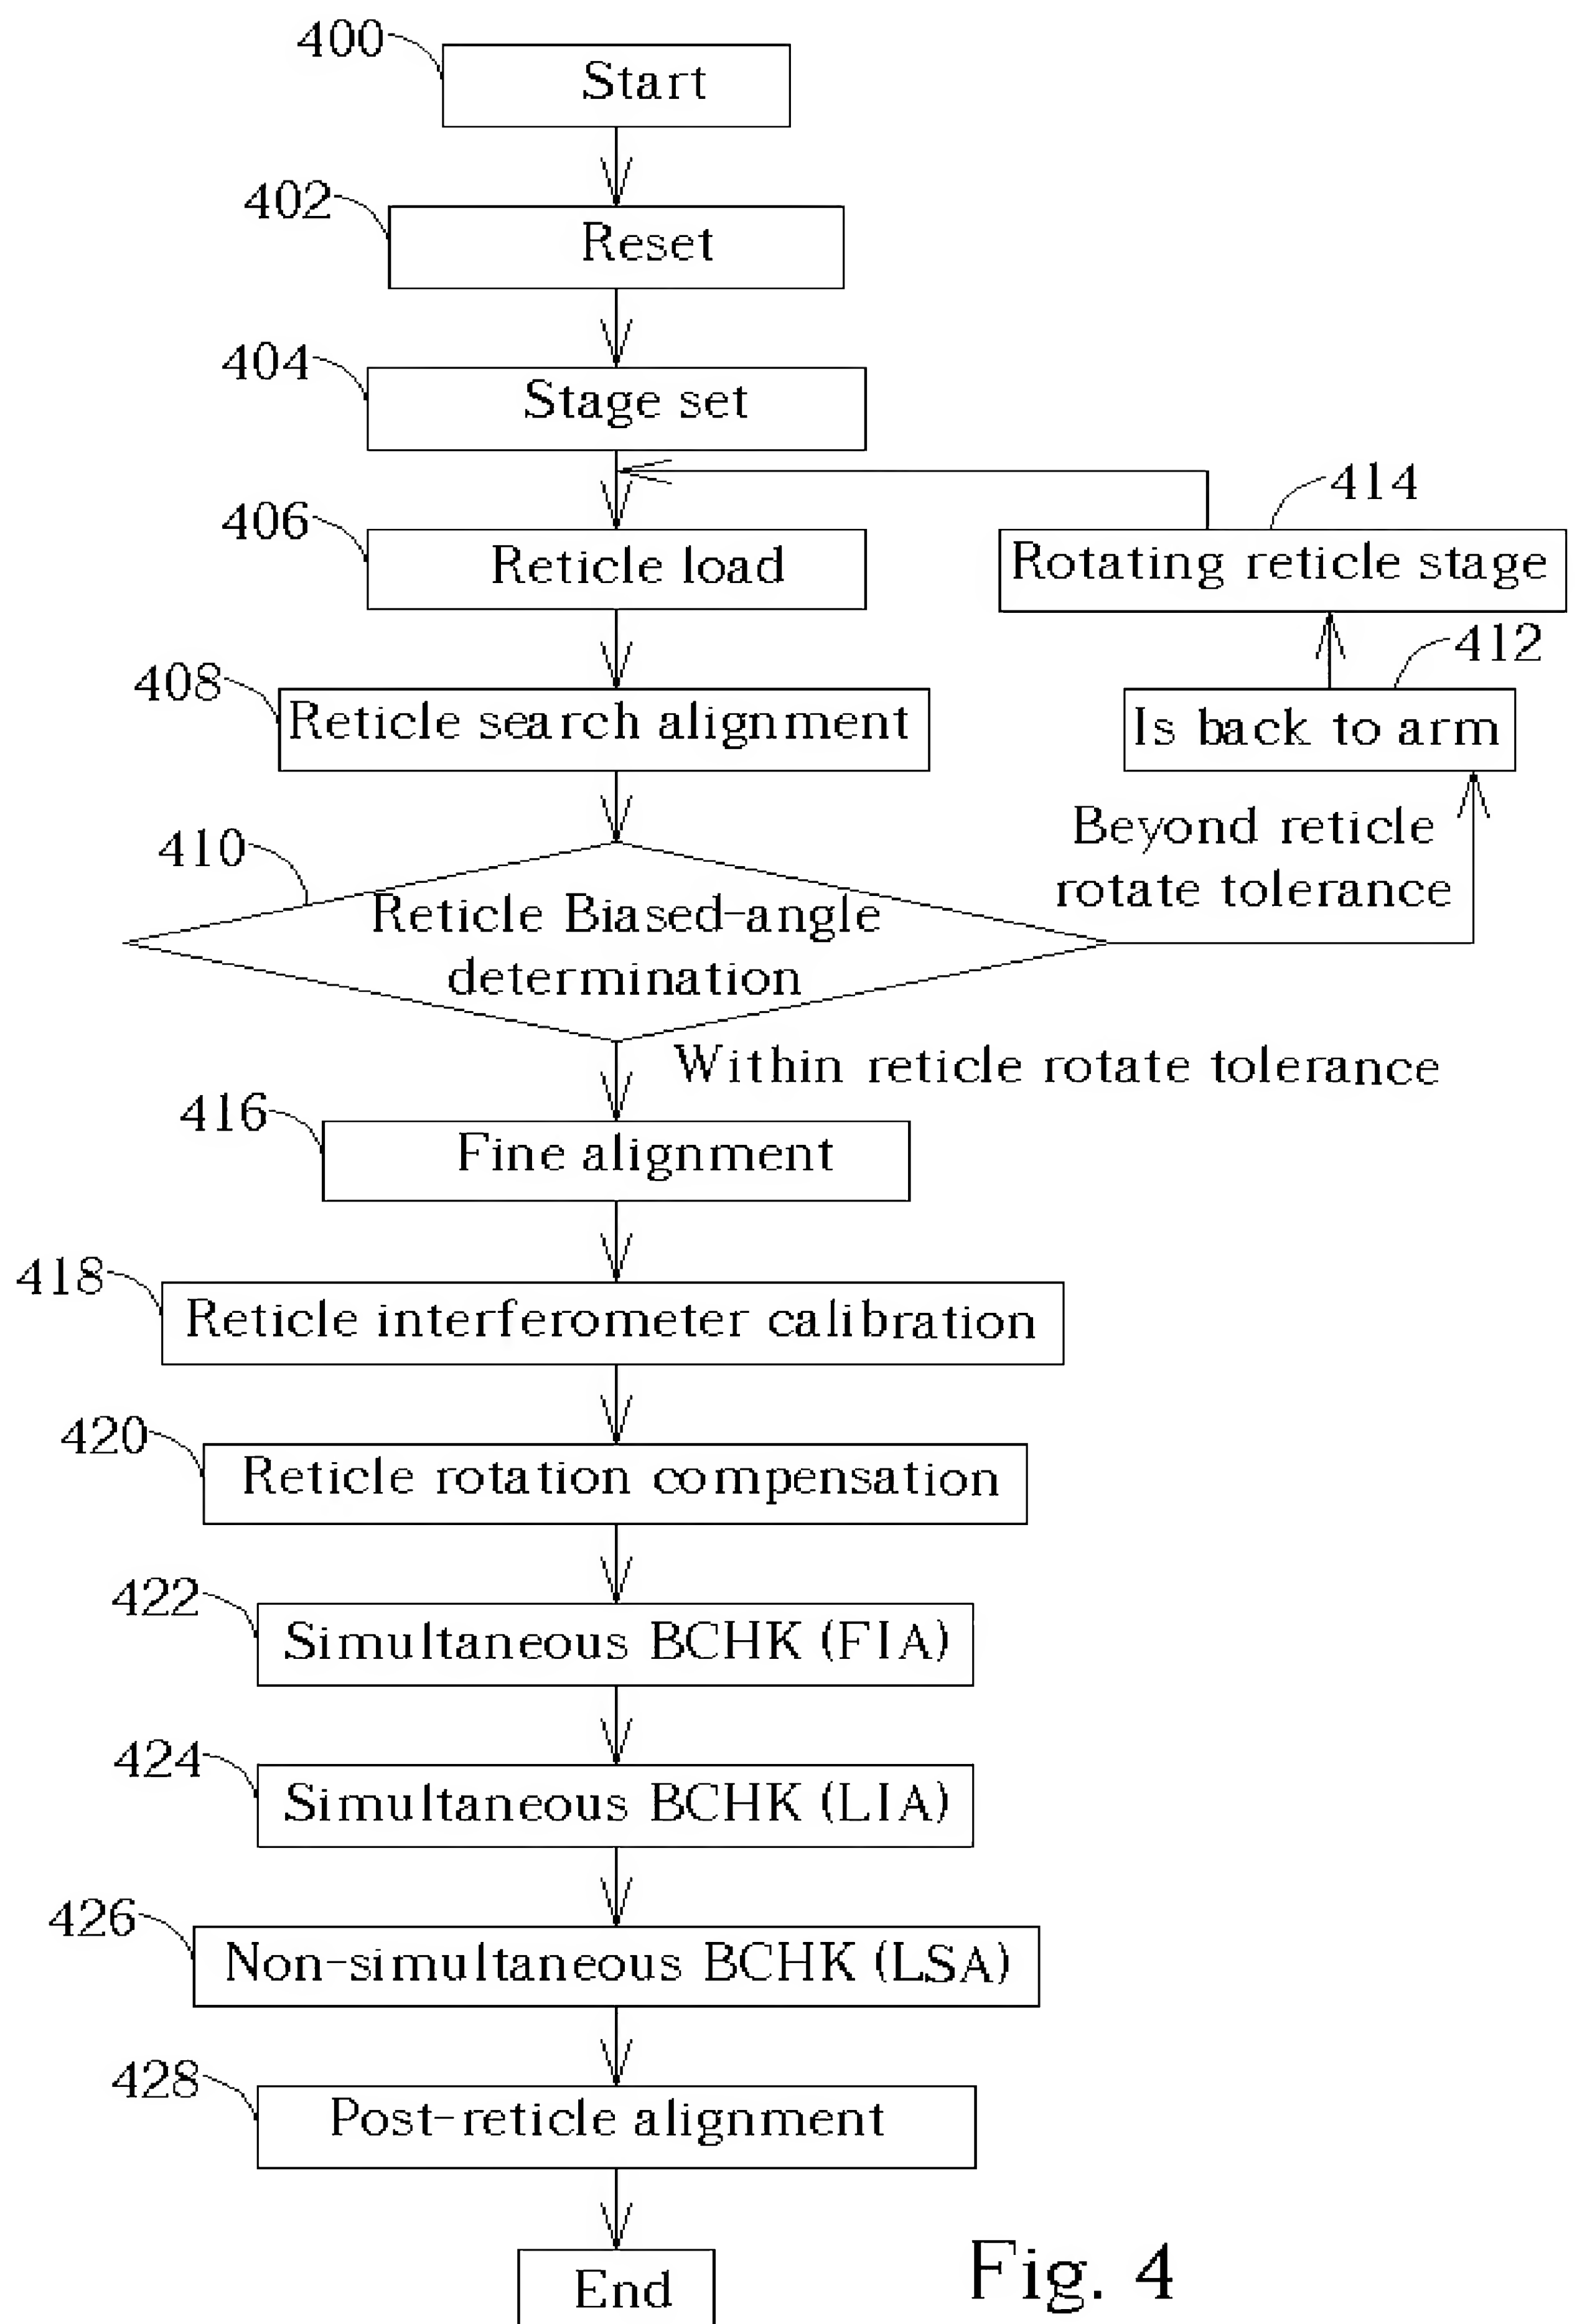 400
Start
402
Reset
404
Stage set
414
406
Reticle load
Rotating reticle stage
412
408
Reticle search alignment
Is back to arm
Beyond reticle
rotate tolerance
410
Reticle Biased-angle
determination
Within reticle rotate tolerance
416
Fine alignment
418
Reticle interferometer calibration
420
Reticle rotation compensation
422
Simultaneous BCHK (FIA)
424
Simultaneous BCHK (LIA)
426
Non-simultaneous BCHK (LSA)
428
Post-reticle alignment
End
Fig. 4